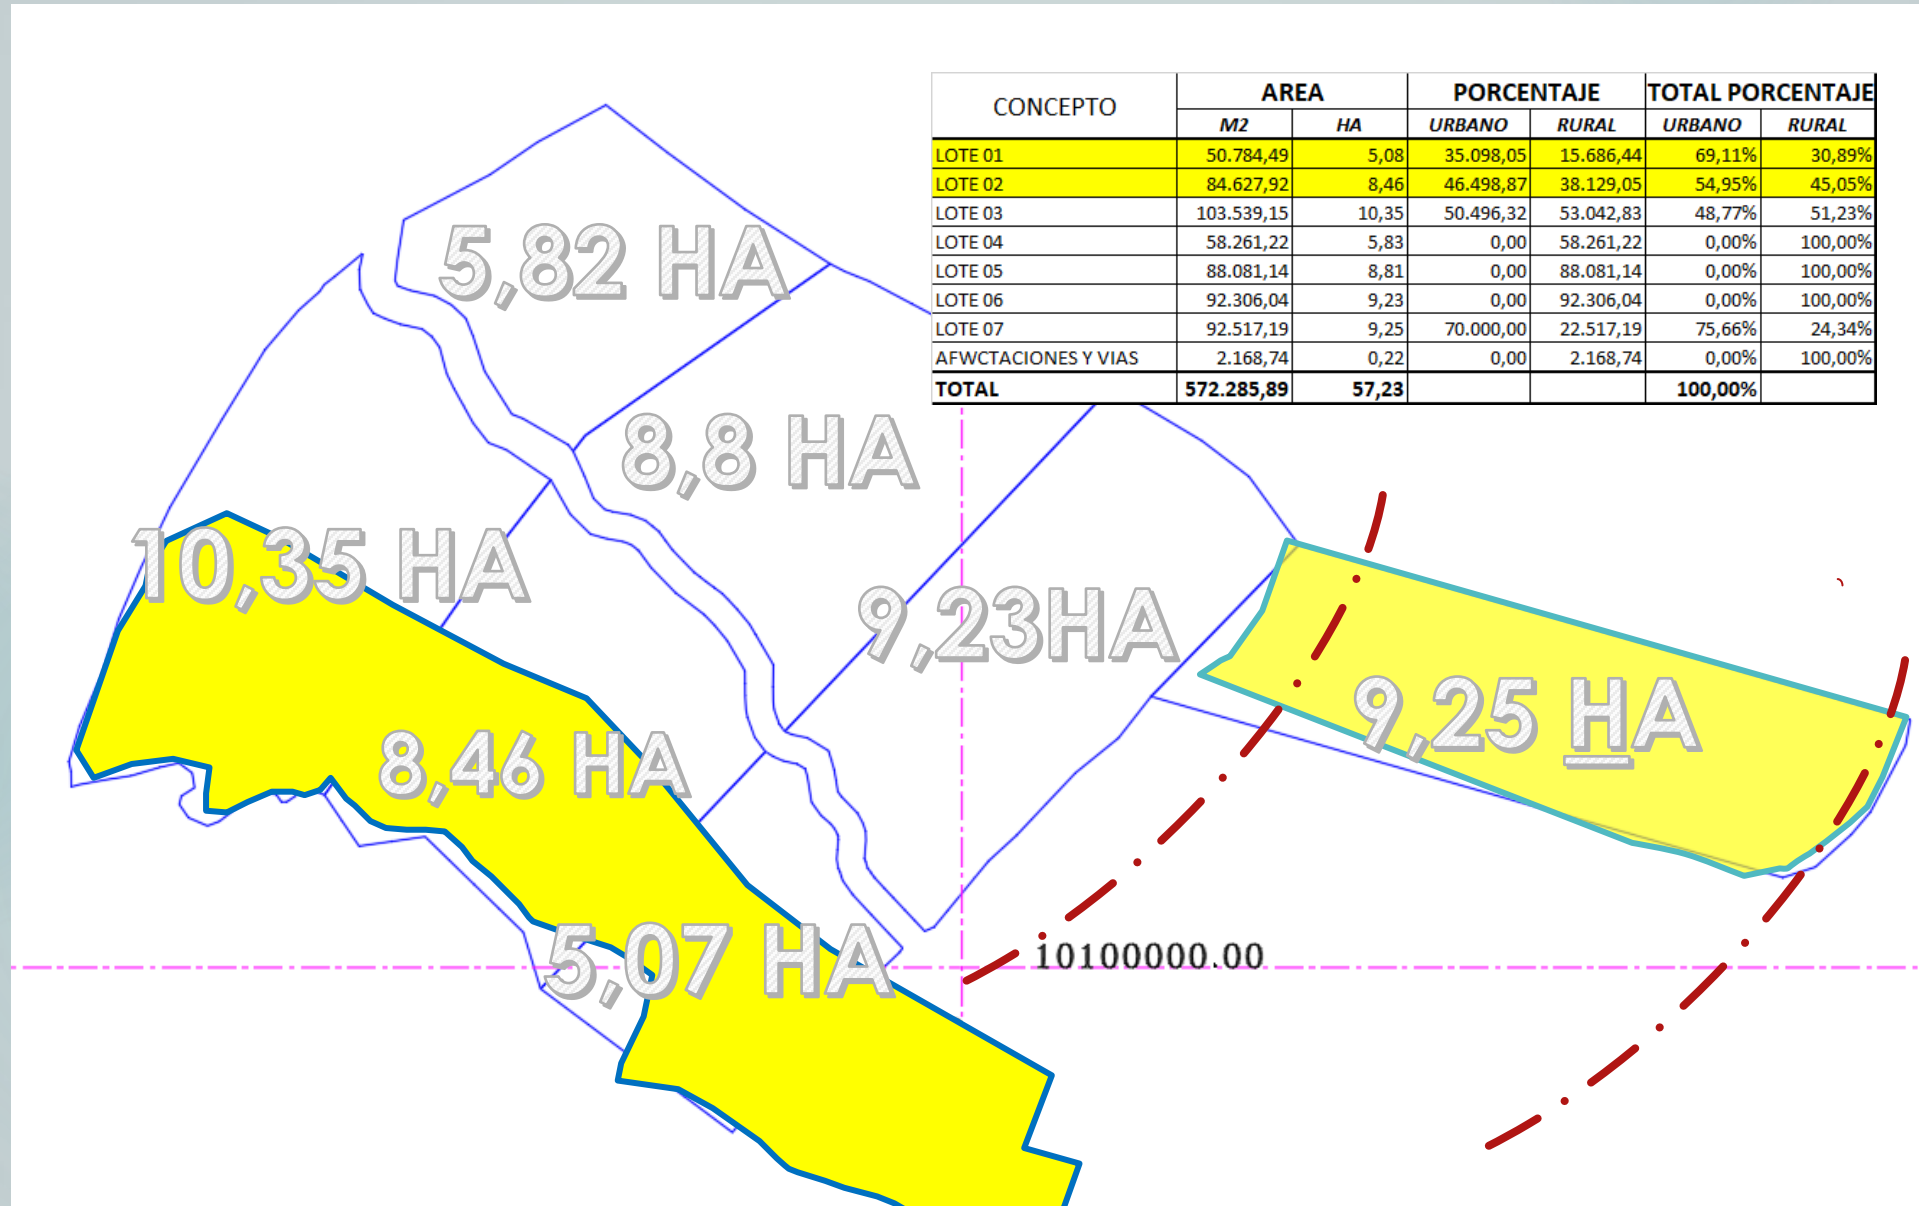 CONCEPTO AREA PORCENTAJE TOTAL PORCENTAJE
M2 HA URBANO RURAL URBANO RURAL
LOTE 01 50.784,49 5,08 35.098,05 15.686,44 69,11% 30,89%
LOTE 02 84.627,92 8,46 46.498,87 38.129,05 54,95% 45,05%
LOTE 03 103.539,15 10,35 50.496,32 53.042,83 48,77% 51,23%
LOTE 04 58.261,22 5,83 0,00 58.261,22 0,00% 100,00%
LOTE 05 88.081,14 8,81 0,00 88.081,14 0,00% 100,00%
LOTE 06 92.306,04 9,23 0,00 92.306,04 0,00% 100,00%
LOTE 07 92.517,19 9,25 70.000,00 22.517,19 75,66% 24,34%
AFWCTACIONES Y VIAS 2.168,74 0,22 0,00 2.168,74 0,00% 100,00%
TOTAL 572.285,89 57,23 100,00%
5,82 HA
8,8 HA
10,35 HA
9,23HA
9,25 HA
8,46 HA
5,07 HA
10100000.00